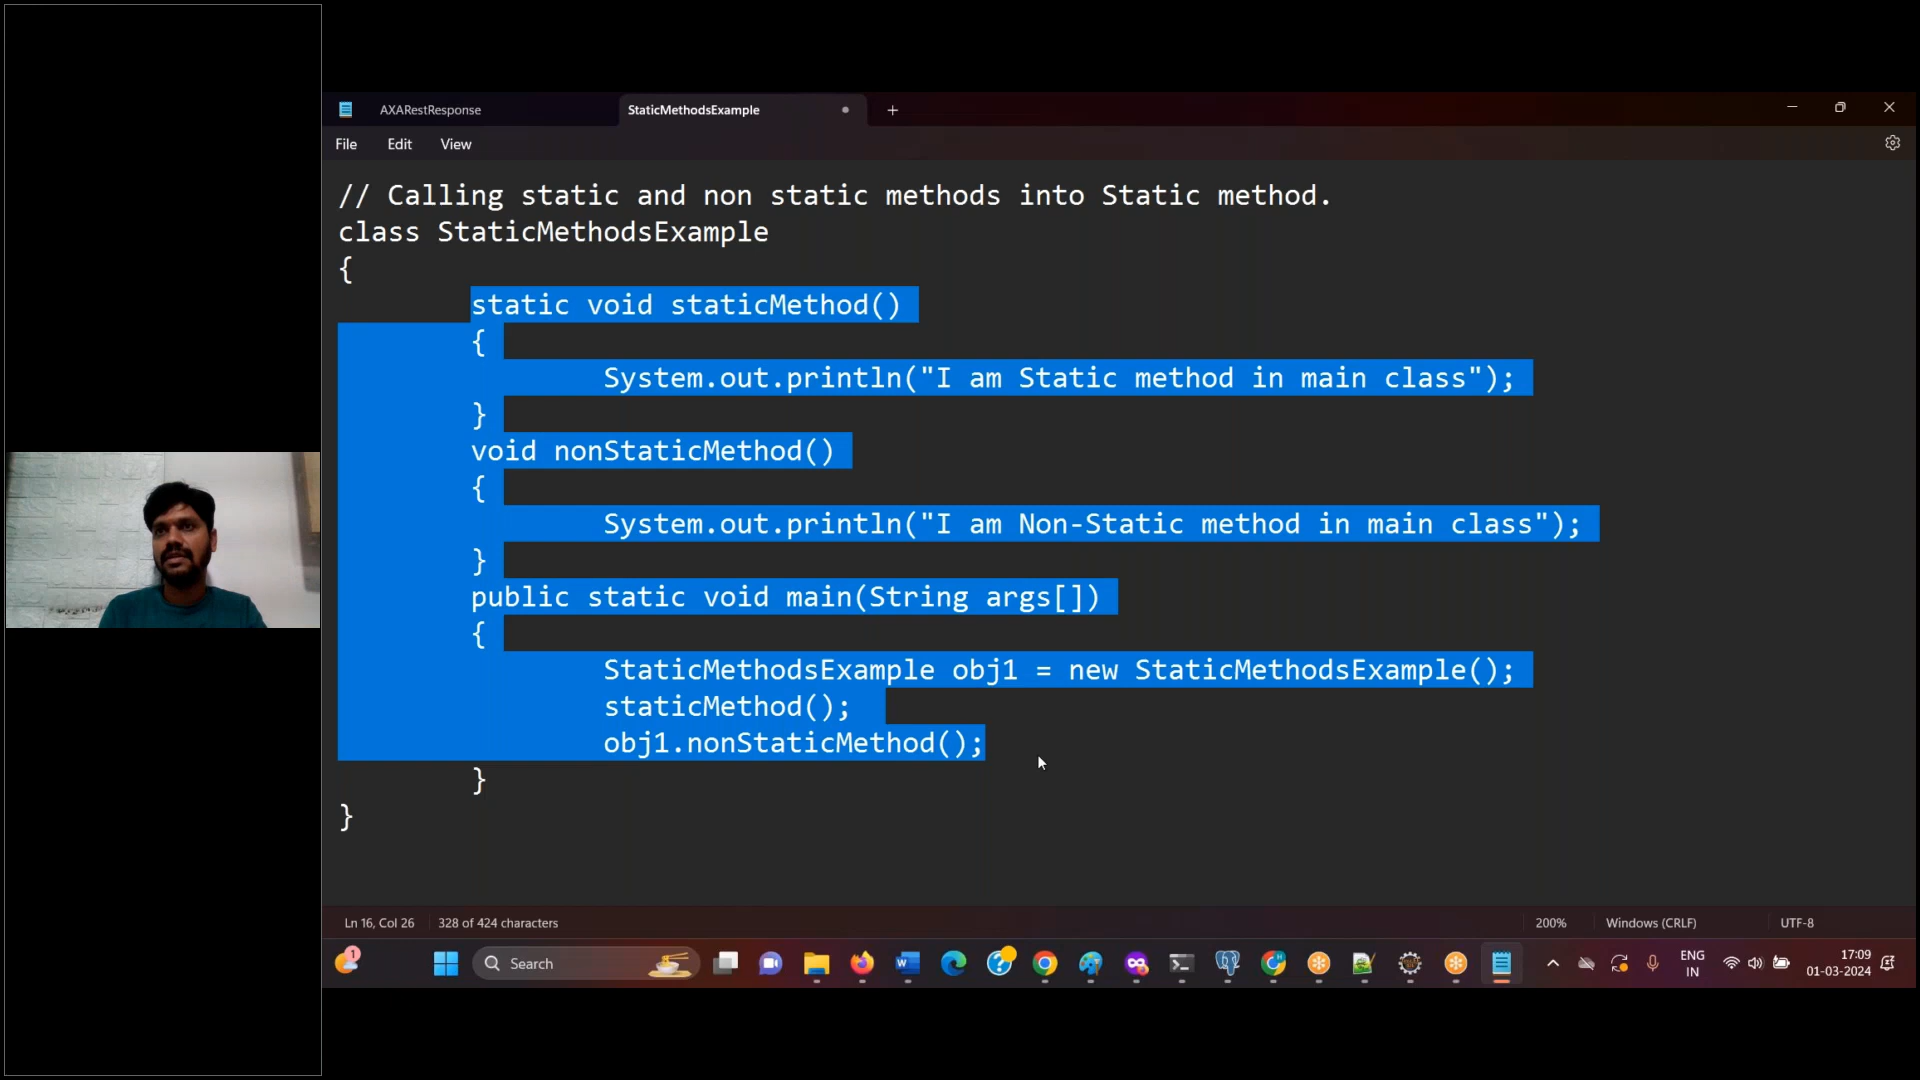 AXARestResponse
StaticMethodsExample
File Edit View
// Calling static and non static methods into Static method.
class StaticMethodsExample
{
static void staticMethod()
{
System.out.println("I am Static method in main class");
}
void nonStaticMethod()
{
System.out.println("I am Non-Static method in main class");
}
public static void main(String args[])
{
StaticMethodsExample obj1 = new StaticMethodsExample();
staticMethod();
obj1.nonStaticMethod();
}
}
Ln 16, Col 26 328 of 424 characters 200% Windows (CRLF) UTF-8
1 Search ENG 17:09
IN 01-03-2024